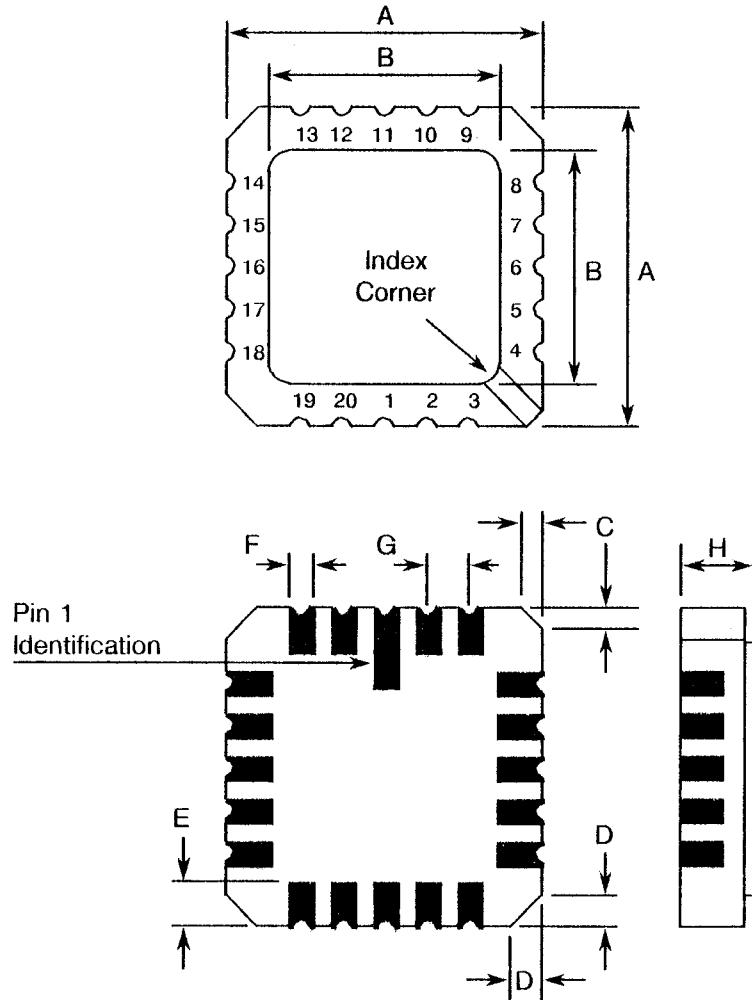 A
B
13 12 11 10 9
14 8
15 7
16 6
17 5
18 4
Index
Corner
B A
19 20 1 2 3
F G C H
Pin 1
Identification
E D
D